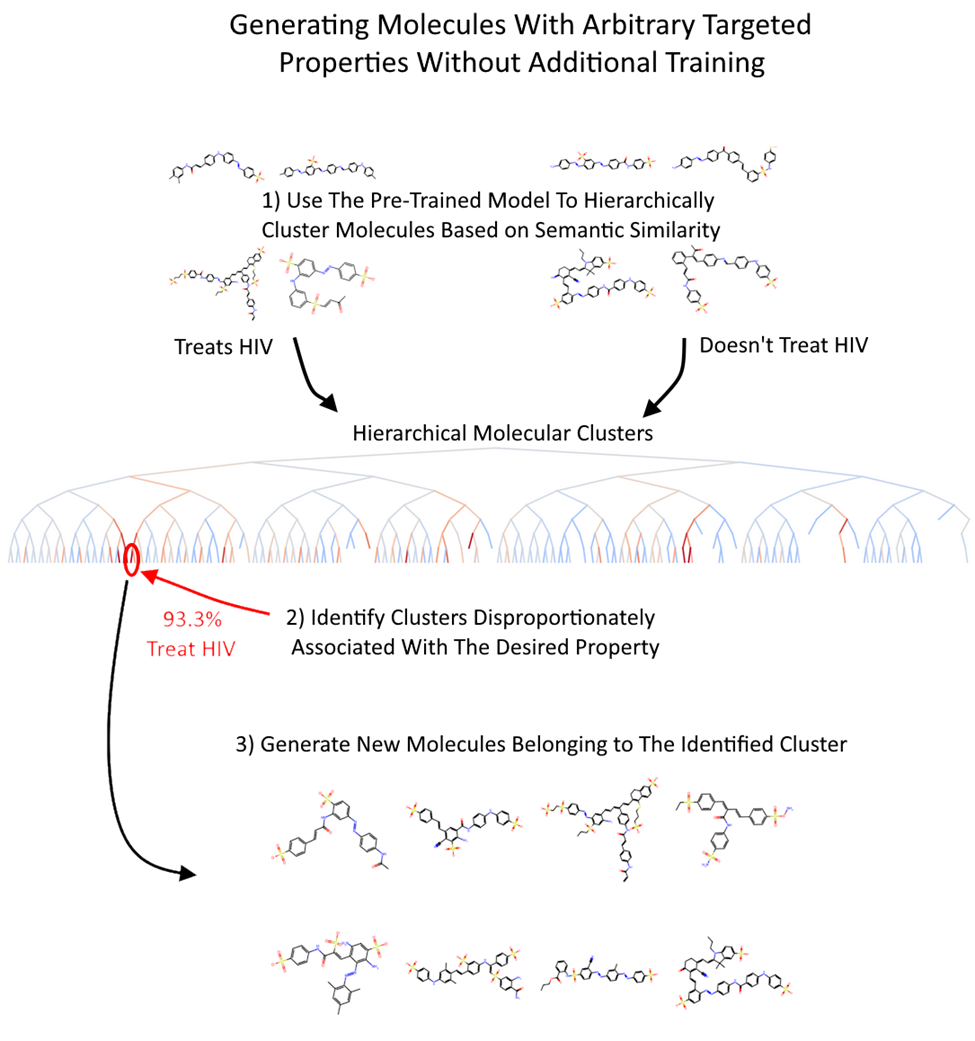 Generating Molecules With Arbitrary Targeted
Properties Without Additional Training
1) Use The Pre-Trained Model To Hierarchically
Cluster Molecules Based on Semantic Similarity
Treats HIV
Doesn't Treat HIV
Hierarchical Molecular Clusters
93.3%
Treat HIV
2) Identify Clusters Disproportionately
Associated With The Desired Property
3) Generate New Molecules Belonging to The Identified Cluster